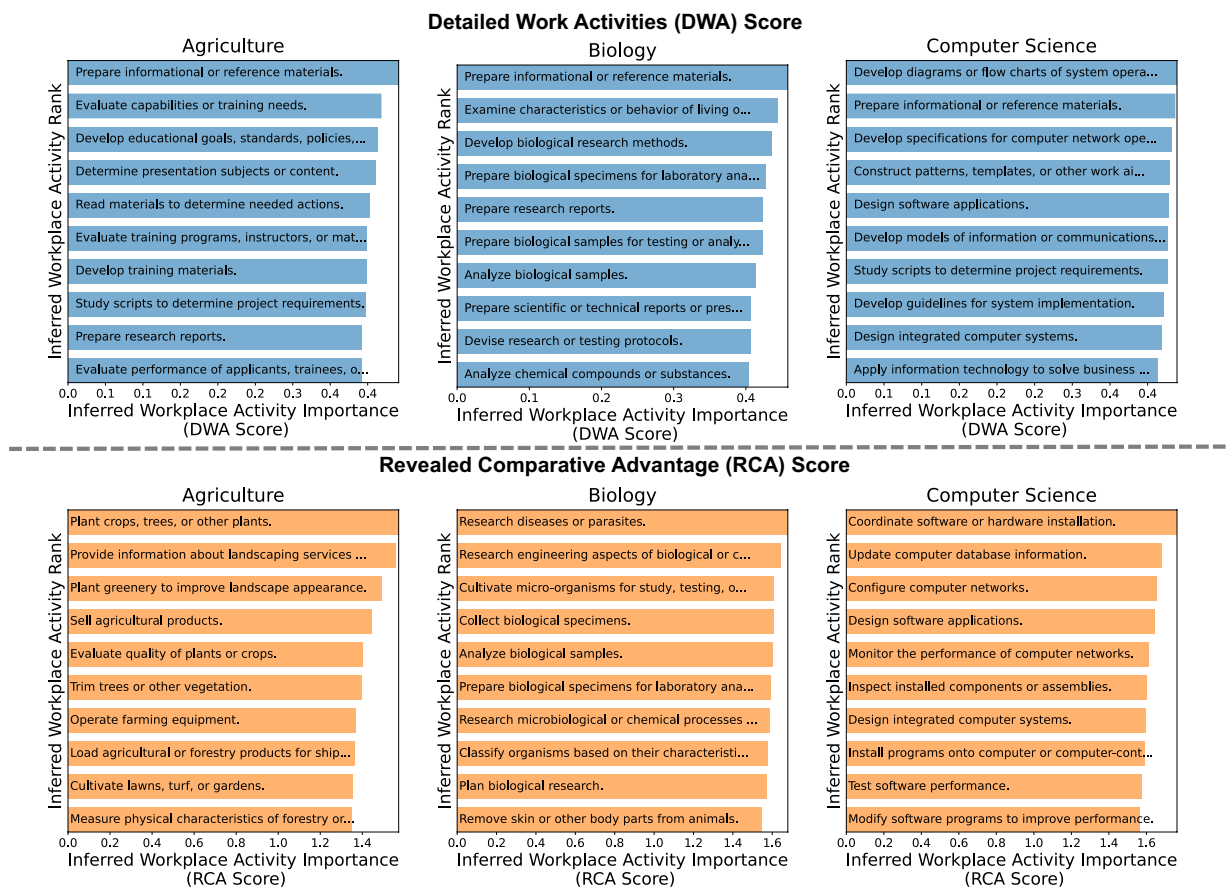 Detailed Work Activities (DWA) Score
Agriculture
Inferred Workplace Activity Rank
Prepare informational or reference materials.
Evaluate capabilities or training needs.
Develop educational goals, standards, policies,...
Determine presentation subjects or content.
Read materials to determine needed actions.
Evaluate training programs, instructors, or mat...
Develop training materials.
Study scripts to determine project requirements.
Prepare research reports.
Evaluate performance of applicants, trainees, o...
0.0 0.1 0.1 0.2 0.2 0.2 0.3 0.3 0.4
Inferred Workplace Activity Importance
(DWA Score)
Biology
Inferred Workplace Activity Rank
Prepare informational or reference materials.
Examine characteristics or behavior of living o...
Develop biological research methods.
Prepare biological specimens for laboratory ana...
Prepare research reports.
Prepare biological samples for testing or analy...
Analyze biological samples.
Prepare scientific or technical reports or pres...
Devise research or testing protocols.
Analyze chemical compounds or substances.
0.0 0.1 0.2 0.3 0.4
Inferred Workplace Activity Importance
(DWA Score)
Computer Science
Inferred Workplace Activity Rank
Develop diagrams or flow charts of system opera...
Prepare informational or reference materials.
Develop specifications for computer network ope...
Construct patterns, templates, or other work ai...
Design software applications.
Develop models of information or communications...
Study scripts to determine project requirements.
Develop guidelines for system implementation.
Design integrated computer systems.
Apply information technology to solve business ...
0.0 0.1 0.1 0.2 0.2 0.2 0.3 0.4 0.4
Inferred Workplace Activity Importance
(DWA Score)
Revealed Comparative Advantage (RCA) Score
Agriculture
Inferred Workplace Activity Rank
Plant crops, trees, or other plants.
Provide information about landscaping services ...
Plant greenery to improve landscape appearance.
Sell agricultural products.
Evaluate quality of plants or crops.
Trim trees or other vegetation.
Operate farming equipment.
Load agricultural or forestry products for ship...
Cultivate lawns, turf, or gardens.
Measure physical characteristics of forestry or...
0.0 0.2 0.4 0.6 0.8 1.0 1.2 1.4
Inferred Workplace Activity Importance
(RCA Score)
Biology
Inferred Workplace Activity Rank
Research diseases or parasites.
Research engineering aspects of biological or c...
Cultivate micro-organisms for study, testing, o...
Collect biological specimens.
Analyze biological samples.
Prepare biological specimens for laboratory ana...
Research microbiological or chemical processes ...
Classify organisms based on their characteristi...
Plan biological research.
Remove skin or other body parts from animals.
0.0 0.2 0.4 0.6 0.8 1.0 1.2 1.4 1.6
Inferred Workplace Activity Importance
(RCA Score)
Computer Science
Inferred Workplace Activity Rank
Coordinate software or hardware installation.
Update computer database information.
Configure computer networks.
Design software applications.
Monitor the performance of computer networks.
Inspect installed components or assemblies.
Design integrated computer systems.
Install programs onto computer or computer-cont...
Test software performance.
Modify software programs to improve performance.
0.0 0.2 0.4 0.6 0.8 1.0 1.2 1.4 1.6
Inferred Workplace Activity Importance
(RCA Score)